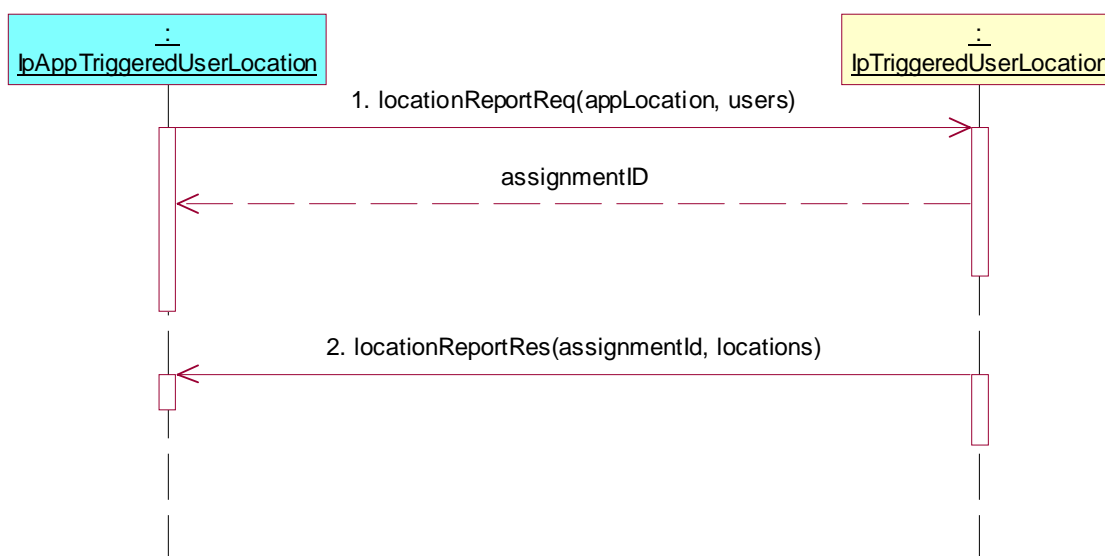 :
IpAppTriggeredUserLocation
:
IpTriggeredUserLocation
1. locationReportReq(appLocation, users)
assignmentID
2. locationReportRes(assignmentId, locations)